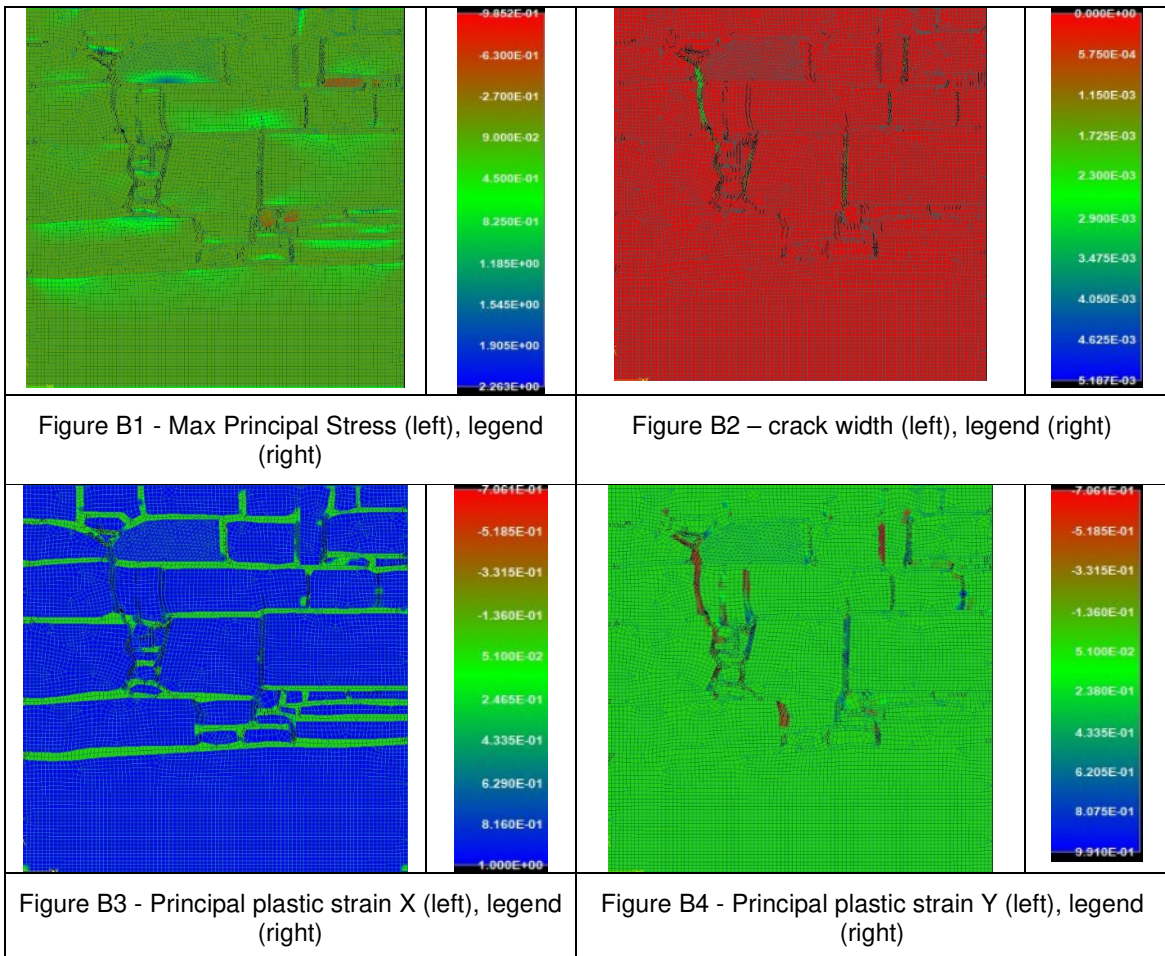 -9.852E-01
-6.300E-01
-2.700E-01
9.000E-02
4.500E-01
8.250E-01
1.185E+00
1.545E+00
1.905E+00
2.263E+00
0.000E+00
5.750E-04
1.150E-03
1.725E-03
2.300E-03
2.900E-03
3.475E-03
4.050E-03
4.625E-03
5.187E-03
Figure B1 - Max Principal Stress (left), legend
(right)
Figure B2 – crack width (left), legend (right)
-7.061E-01
-5.185E-01
-3.315E-01
-1.360E-01
5.100E-02
2.465E-01
4.335E-01
6.290E-01
8.160E-01
1.000E+00
-7.061E-01
-5.185E-01
-3.315E-01
-1.360E-01
5.100E-02
2.380E-01
4.335E-01
6.205E-01
8.075E-01
9.910E-01
Figure B3 - Principal plastic strain X (left), legend
(right)
Figure B4 - Principal plastic strain Y (left), legend
(right)